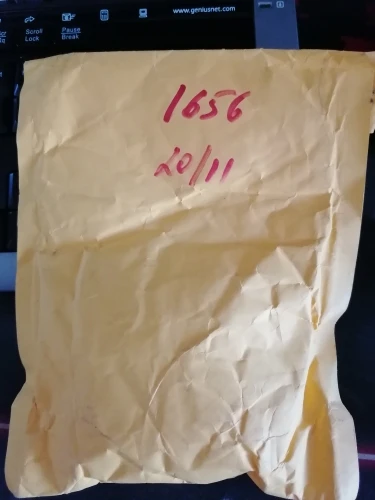 www.geniusnet.com
Scroll
Lock
Pause
Break
1656
20/11